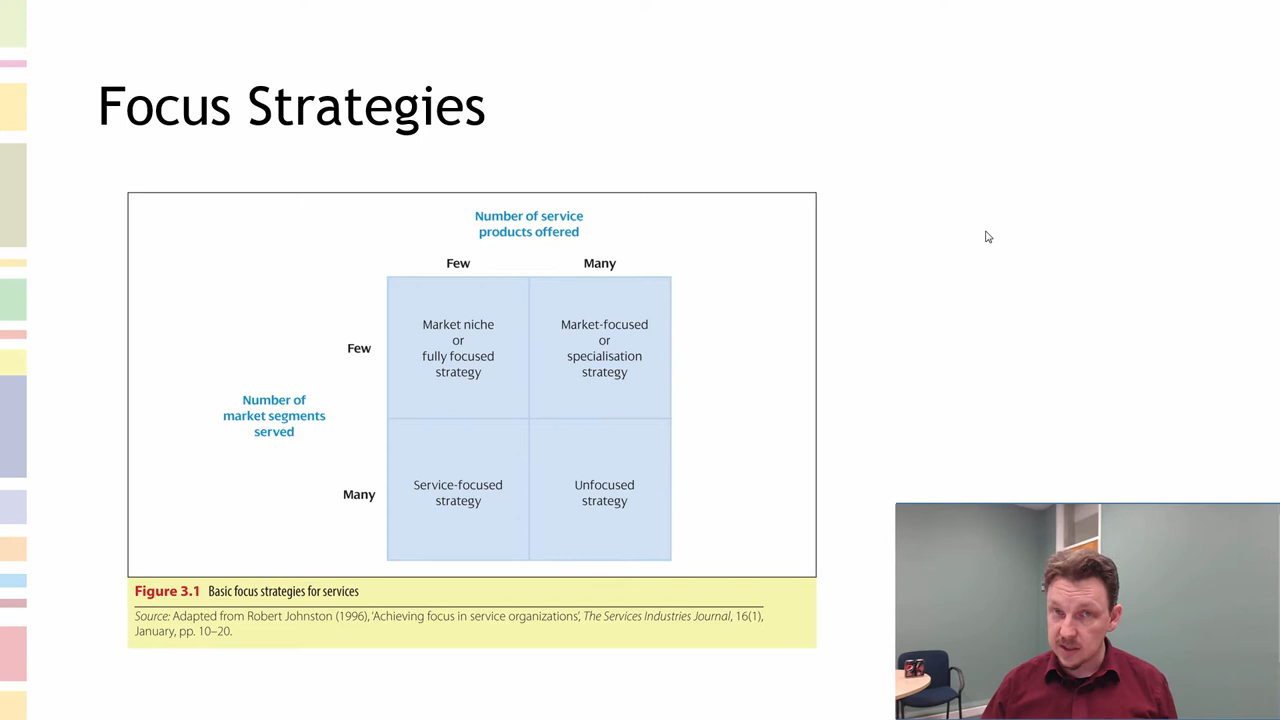 Focus Strategies
Number of service
products offered
Few
Many
Market niche
or
fully focused
strategy
Market-focused
or
specialisation
strategy
Few
Number of
market segments
served
Many
Service-focused
strategy
Unfocused
strategy
Figure 3.1 Basic focus strategies for services
Source: Adapted from Robert Johnston (1996), 'Achieving focus in service organizations', The Services Industries Journal, 16(1),
January, pp. 10–20.